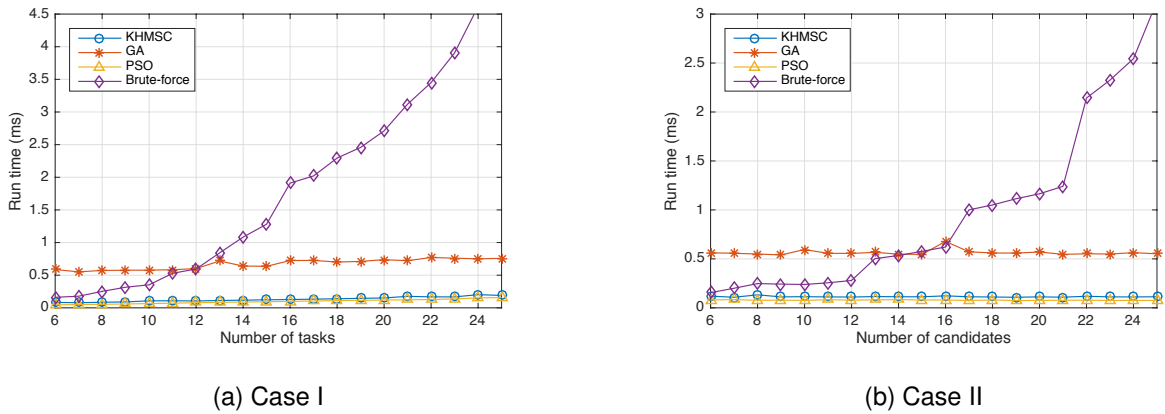 4.5
4
3.5
3
2.5
2
1.5
1
0.5
0
Run time (ms)
KHMSC
GA
PSO
Brute-force
6 8 10 12 14 16 18 20 22 24
Number of tasks
(a) Case I
3
2.5
2
1.5
1
0.5
0
Run time (ms)
KHMSC
GA
PSO
Brute-force
6 8 10 12 14 16 18 20 22 24
Number of candidates
(b) Case II